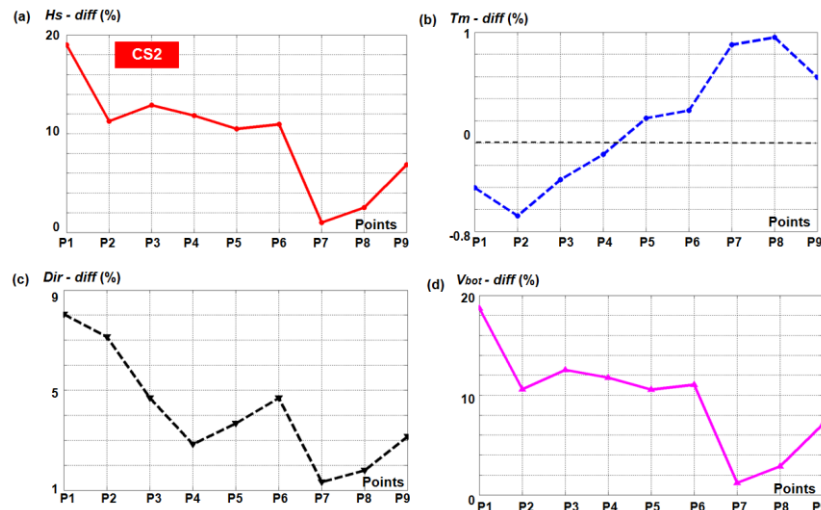 (a) Hs - diff (%)
20
CS2
10
0
Points
P1 P2 P3 P4 P5 P6 P7 P8 P9
(b) Tm - diff (%)
1
0
-0.8
Points
P1 P2 P3 P4 P5 P6 P7 P8 P9
(c) Dir - diff (%)
9
5
1
Points
P1 P2 P3 P4 P5 P6 P7 P8 P9
(d) Vbot - diff (%)
20
10
0
Points
P1 P2 P3 P4 P5 P6 P7 P8